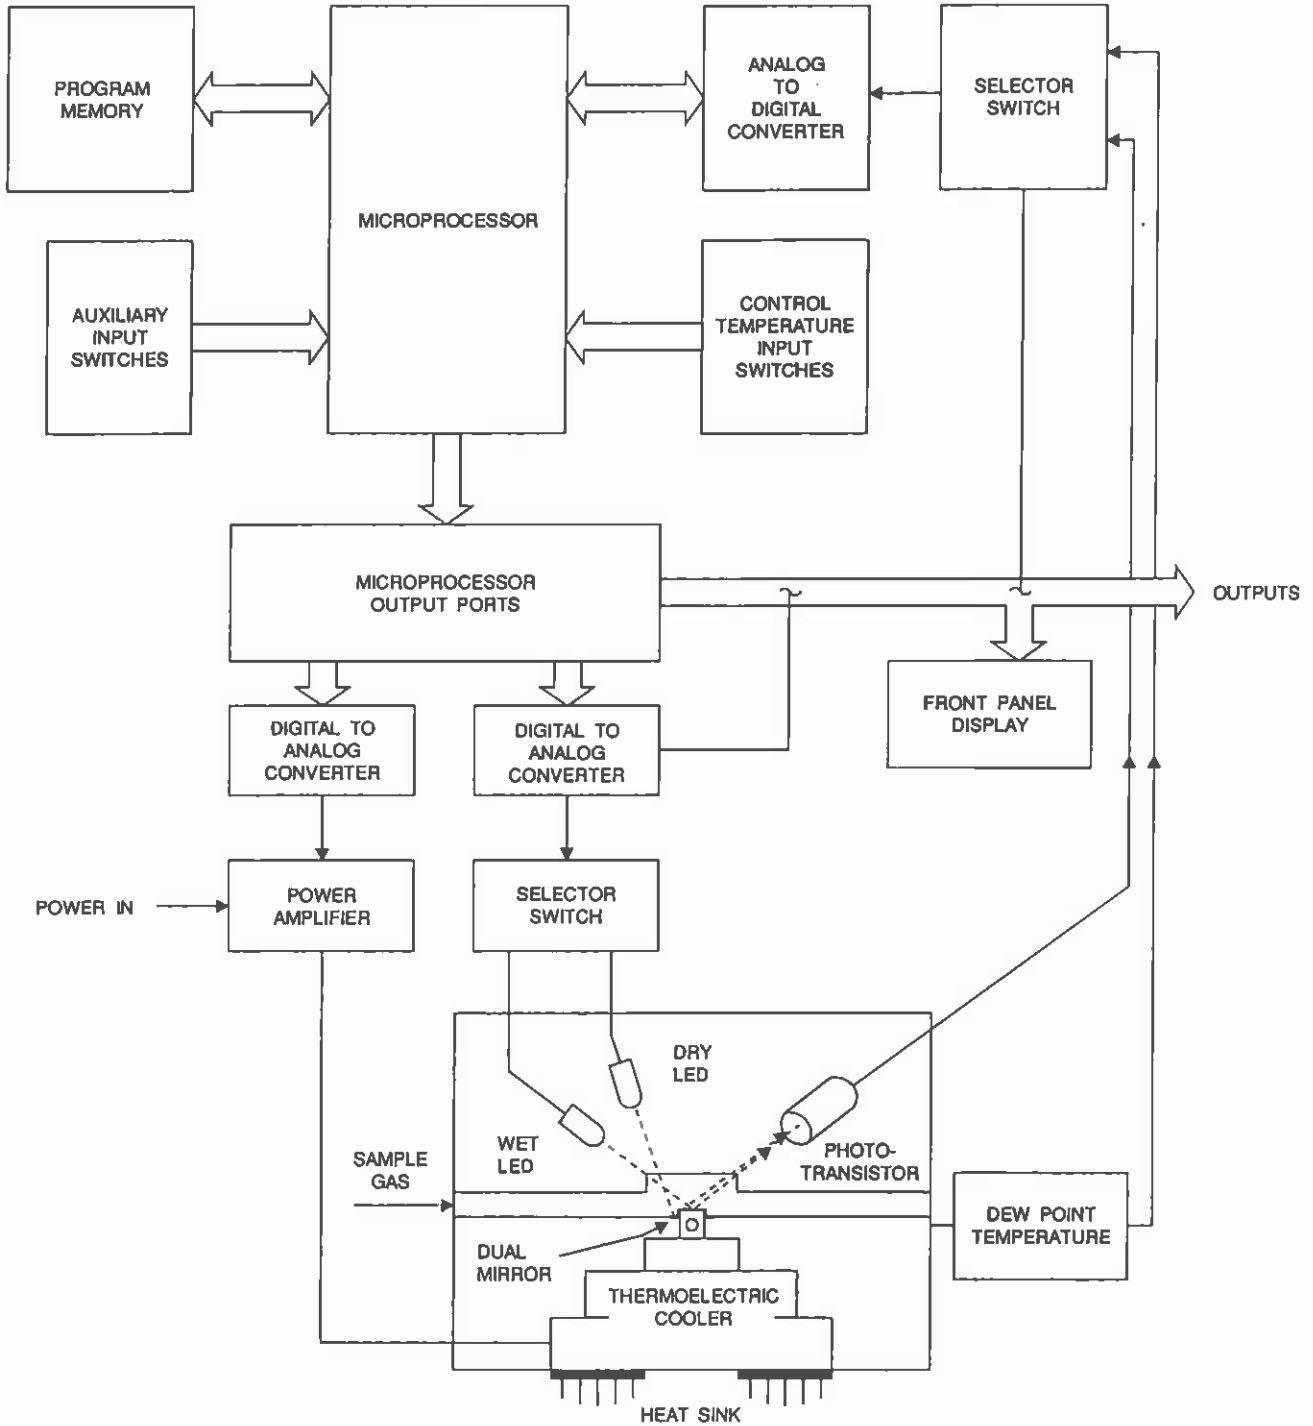 PROGRAM
MEMORY
MICROPROCESSOR
ANALOG
TO
DIGITAL
CONVERTER
SELECTOR
SWITCH
AUXILIARY
INPUT
SWITCHES
CONTROL
TEMPERATURE
INPUT
SWITCHES
MICROPROCESSOR
OUTPUT PORTS
OUTPUTS
DIGITAL TO
ANALOG
CONVERTER
DIGITAL TO
ANALOG
CONVERTER
FRONT PANEL
DISPLAY
POWER IN
POWER
AMPLIFIER
SELECTOR
SWITCH
DRY
LED
WET
LED
PHOTO-
TRANSISTOR
SAMPLE
GAS
DUAL
MIRROR
DEW POINT
TEMPERATURE
THERMOELECTRIC
COOLER
HEAT SINK